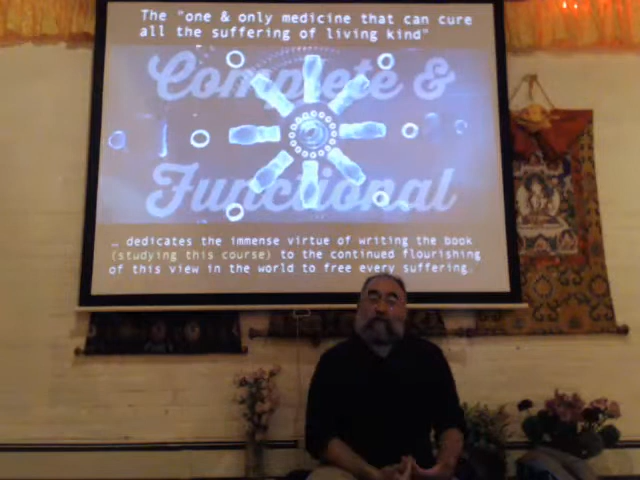 The "one & only medicine that can cure
all the suffering of living kind"
Complete &
Functional
… dedicates the immense virtue of writing the book
(studying this course) to the continued flourishing
of this view in the world to free every suffering.